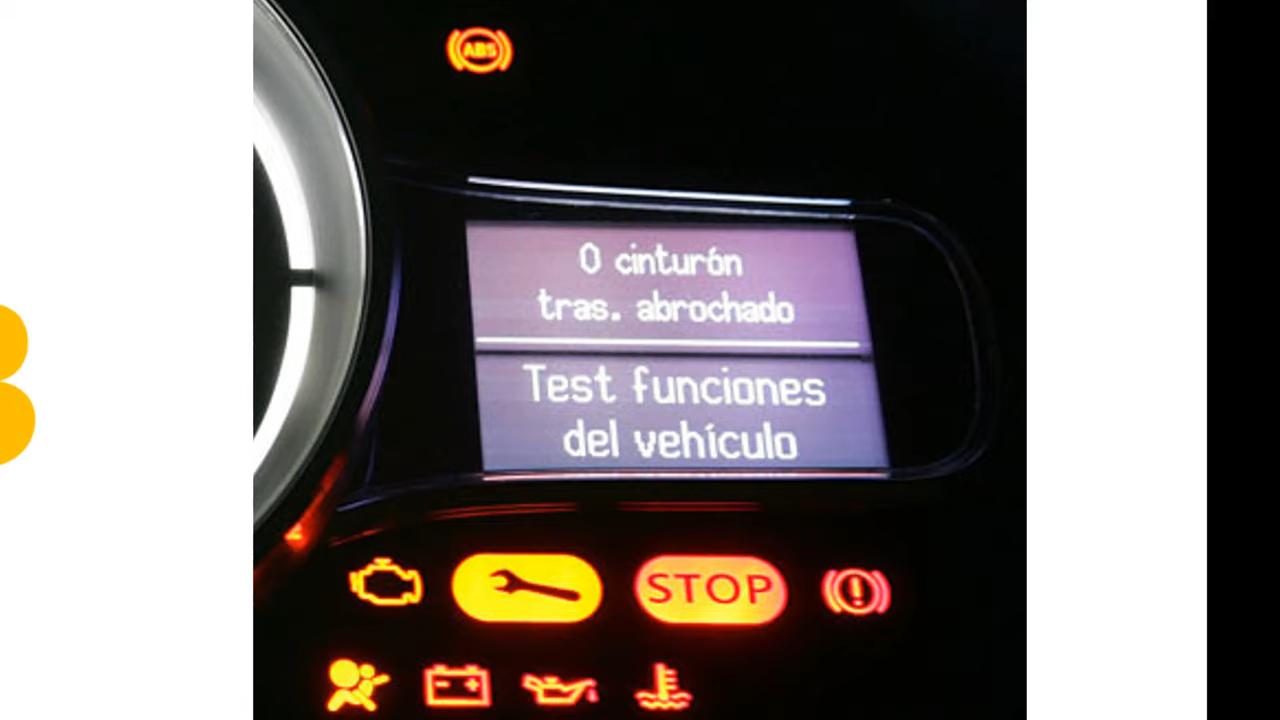 ABS
0 cinturón
tras. abrochado
Test funciones
del vehículo
STOP